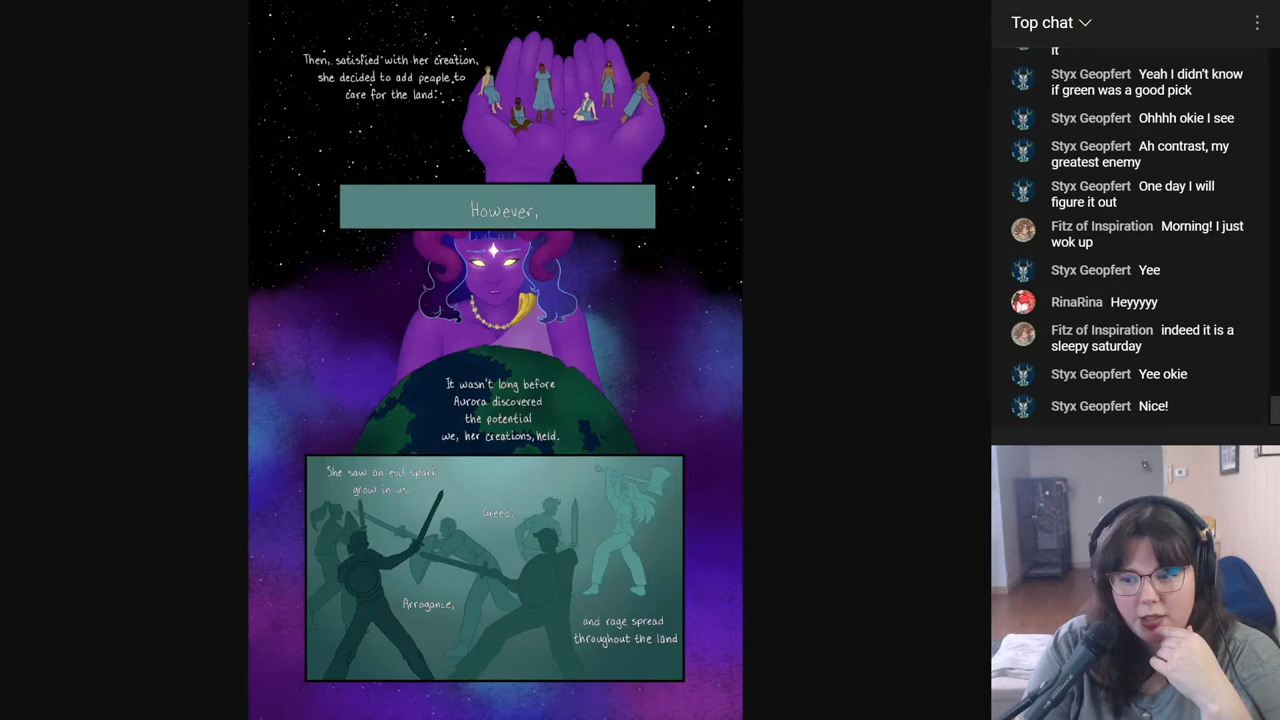 Then, satisfied with her creation,
she decided to add people to
care for the land.
However,
It wasn't long before
Aurora discovered
the potential
we, her creations, held.
She saw an evil spark
grow in us.
Greed,
Arrogance,
and rage spread
throughout the land
Top chat
it
Styx Geopfert Yeah I didn't know
if green was a good pick
Styx Geopfert Ohhhh okie I see
Styx Geopfert Ah contrast, my
greatest enemy
Styx Geopfert One day I will
figure it out
Fitz of Inspiration Morning! I just
wok up
Styx Geopfert Yee
RinaRina Heyyyyy
Fitz of Inspiration indeed it is a
sleepy saturday
Styx Geopfert Yee okie
Styx Geopfert Nice!